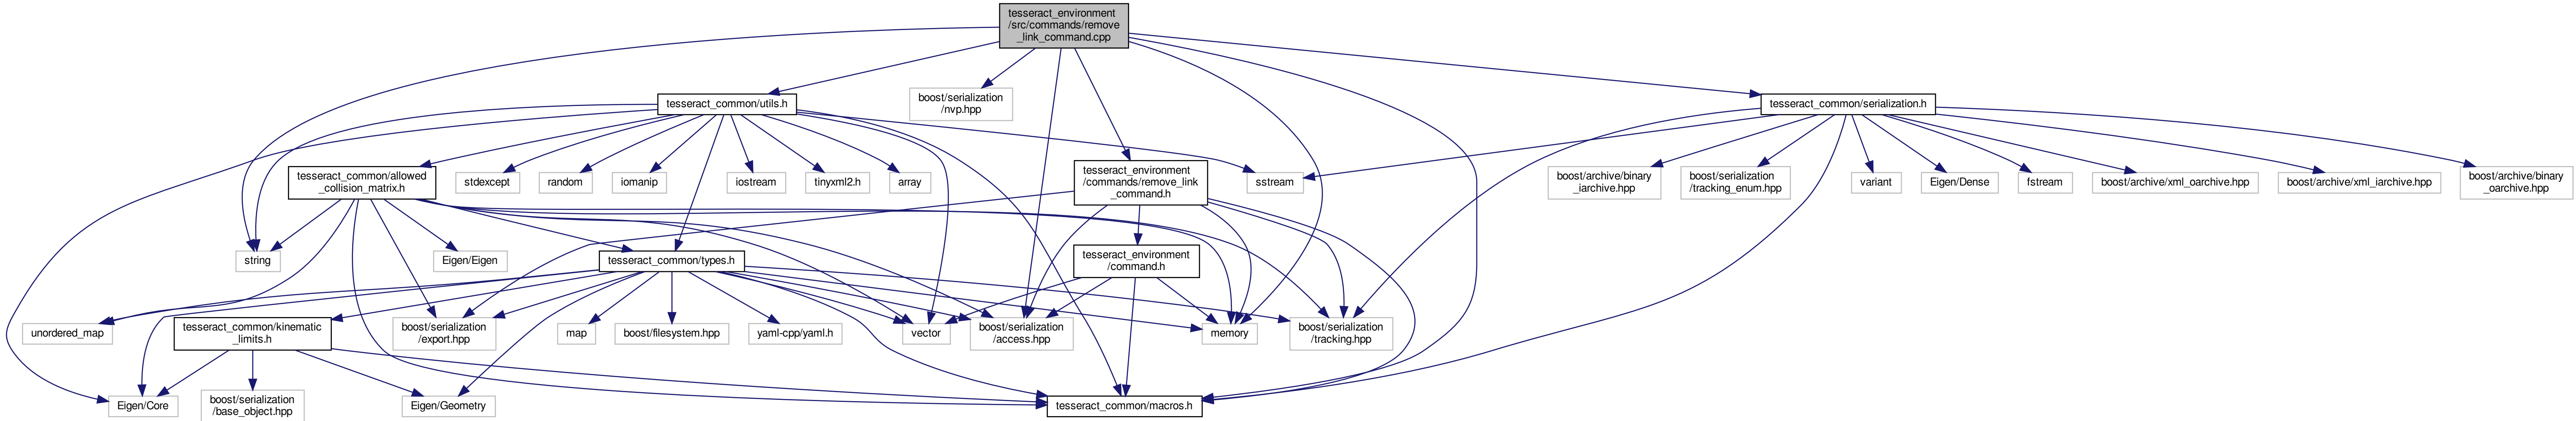 tesseract_environment
/src/commands/remove
_link_command.cpp
tesseract_common/utils.h
boost/serialization
/nvp.hpp
tesseract_common/serialization.h
tesseract_common/allowed
_collision_matrix.h
stdexcept
random
iomanip
iostream
tinyxml2.h
array
tesseract_environment
/commands/remove_link
_command.h
sstream
boost/archive/binary
_iarchive.hpp
boost/serialization
/tracking_enum.hpp
variant
Eigen/Dense
fstream
boost/archive/xml_oarchive.hpp
boost/archive/xml_iarchive.hpp
boost/archive/binary
_oarchive.hpp
string
Eigen/Eigen
tesseract_common/types.h
tesseract_environment
/command.h
unordered_map
tesseract_common/kinematic
_limits.h
boost/serialization
/export.hpp
map
boost/filesystem.hpp
yaml-cpp/yaml.h
vector
boost/serialization
/access.hpp
memory
boost/serialization
/tracking.hpp
Eigen/Core
boost/serialization
/base_object.hpp
Eigen/Geometry
tesseract_common/macros.h